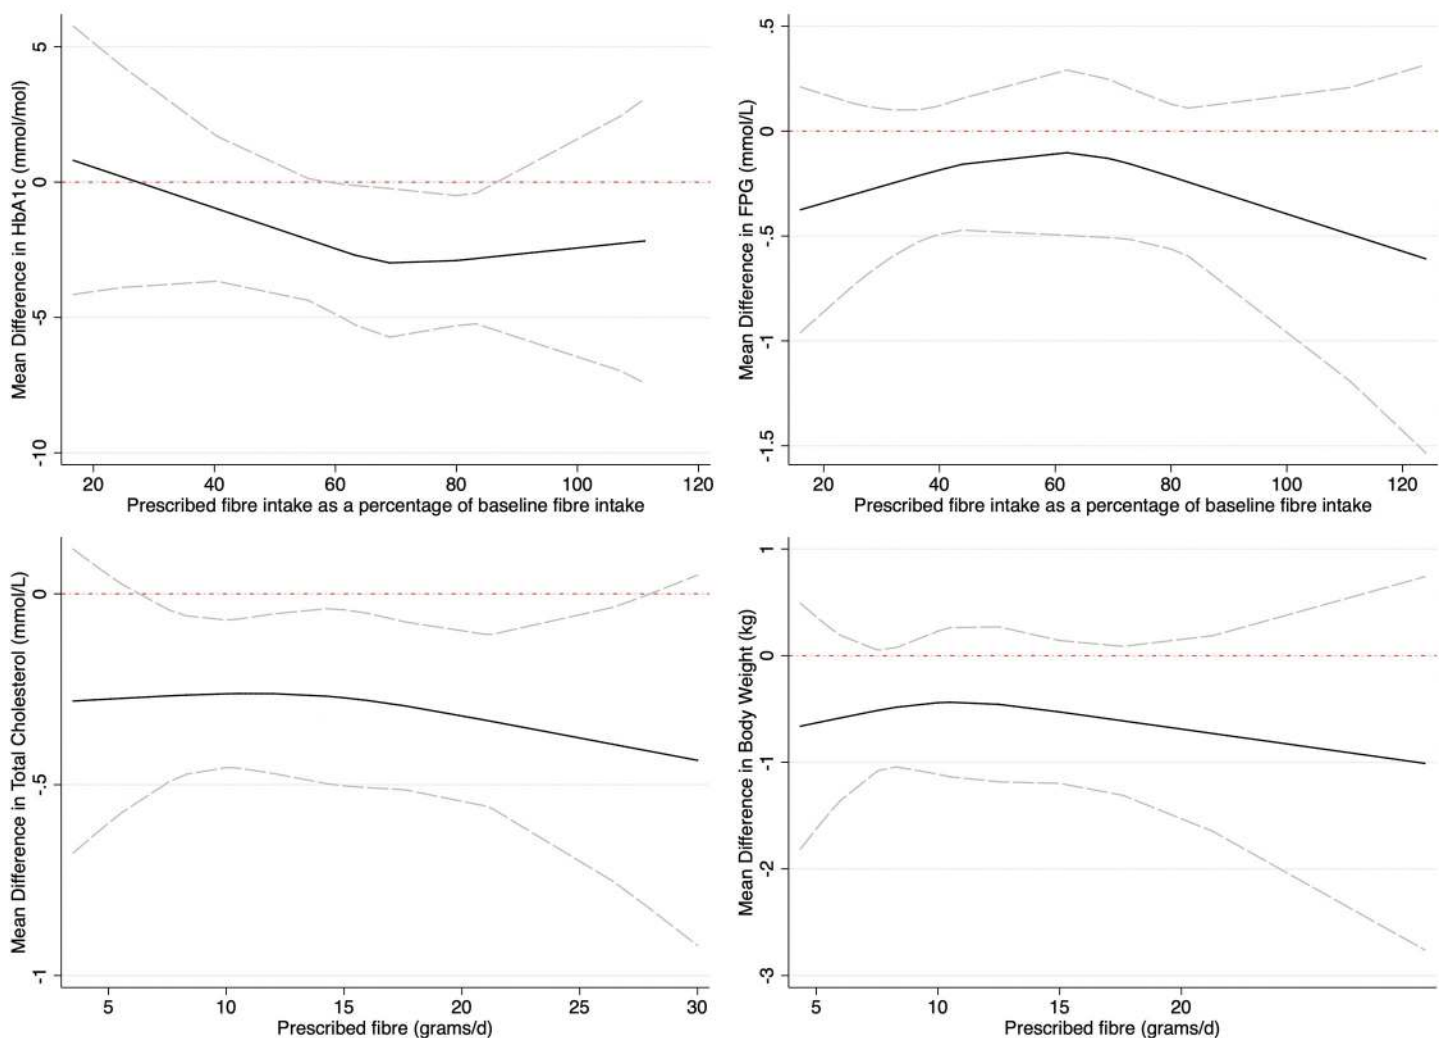 Mean Difference in HbA1c (mmol/mol)
5
0
-5
-10
20 40 60 80 100 120
Prescribed fibre intake as a percentage of baseline fibre intake
Mean Difference in FPG (mmol/L)
.5
0
-.5
-1
-1.5
20 40 60 80 100 120
Prescribed fibre intake as a percentage of baseline fibre intake
Mean Difference in Total Cholesterol (mmol/L)
0
-.5
-1
5 10 15 20 25 30
Prescribed fibre (grams/d)
Mean Difference in Body Weight (kg)
1
0
-1
-2
-3
5 10 15 20
Prescribed fibre (grams/d)